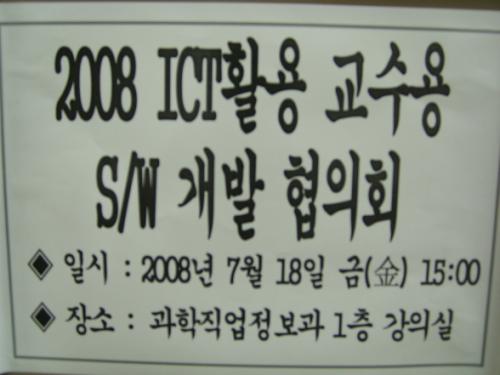 2008 ICT활용 교수용
S/W 개발 협의회
◈ 일시 : 2008년 7월 18일 금(金) 15:00
◈ 장소 : 과학직업정보과 1층 강의실